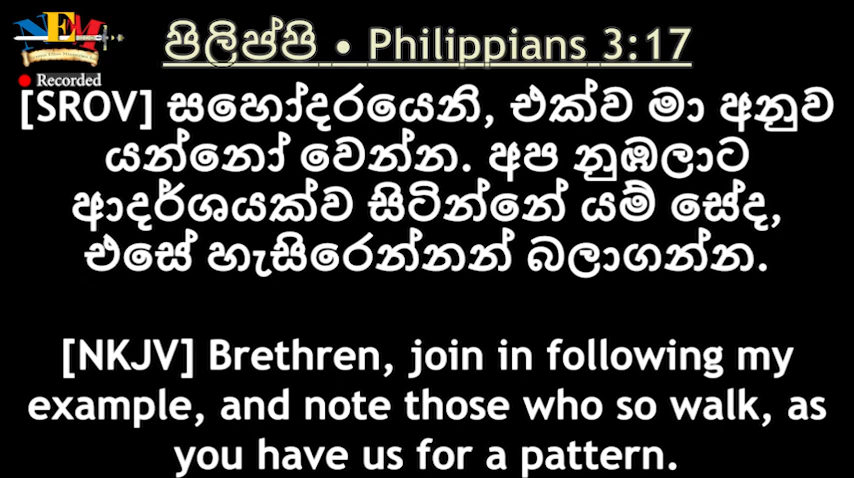 NEM
පිලිප්පි • Philippians 3:17
Recorded
[SROV] සහෝදරයෙනි, එක්ව මා අනුව
යන්නෝ වෙන්න. අප නුඹලාට
ආදර්ශයක්ව සිටින්නේ යම් සේද,
එසේ හැසිරෙන්නන් බලාගන්න.
[NKJV] Brethren, join in following my
example, and note those who so walk, as
you have us for a pattern.